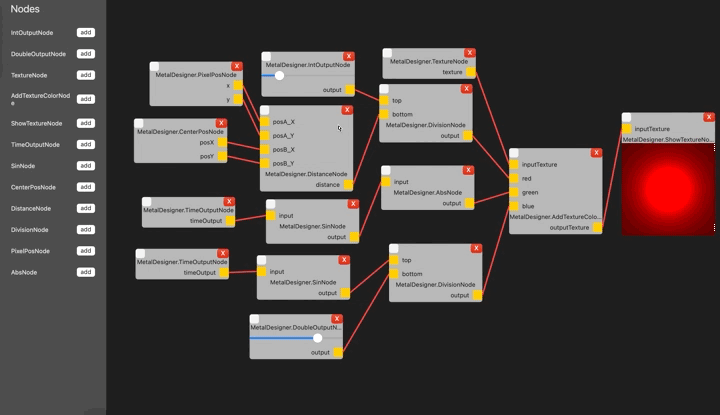 Nodes
IntOutputNode
add
DoubleOutputNode
add
TextureNode
add
AddTextureColorNod
e
add
ShowTextureNode
add
TimeOutputNode
add
SinNode
add
CenterPosNode
add
DistanceNode
add
DivisionNode
add
PixelPosNode
add
AbsNode
add
X
MetalDesigner.PixelPosNode
x
y
X
MetalDesigner.CenterPosNode
posX
posY
X
MetalDesigner.TimeOutputNode
timeOutput
X
MetalDesigner.TimeOutputNode
timeOutput
X
MetalDesigner.IntOutputNode
output
X
posA_X
posA_Y
posB_X
posB_Y
MetalDesigner.DistanceNode
distance
X
input
MetalDesigner.SinNode
output
X
input
MetalDesigner.SinNode
output
X
MetalDesigner.DoubleOutputN...
output
X
MetalDesigner.TextureNode
texture
X
top
bottom
MetalDesigner.DivisionNode
output
X
input
MetalDesigner.AbsNode
output
X
top
bottom
MetalDesigner.DivisionNode
output
X
inputTexture
red
green
blue
MetalDesigner.AddTextureColo...
outputTexture
X
inputTexture
MetalDesigner.ShowTextureNo...